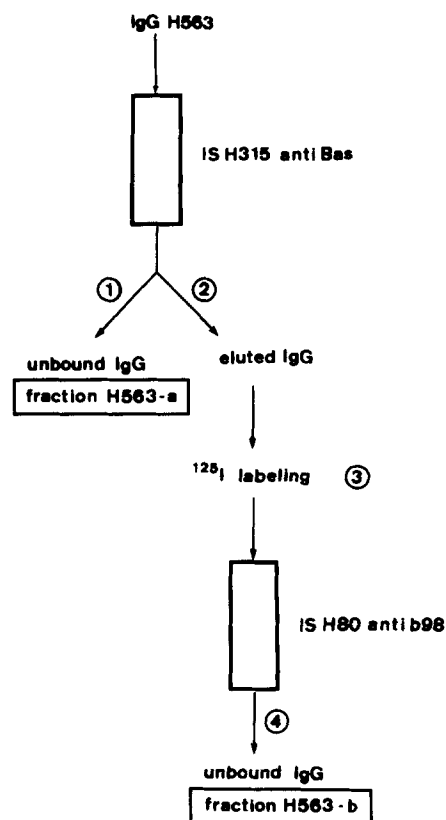 IgG H563
IS H315 anti Bas
① ②
unbound IgG
eluted IgG
fraction H563-a
¹²⁵I labeling ③
IS H80 anti b98
④
unbound IgG
fraction H563-b